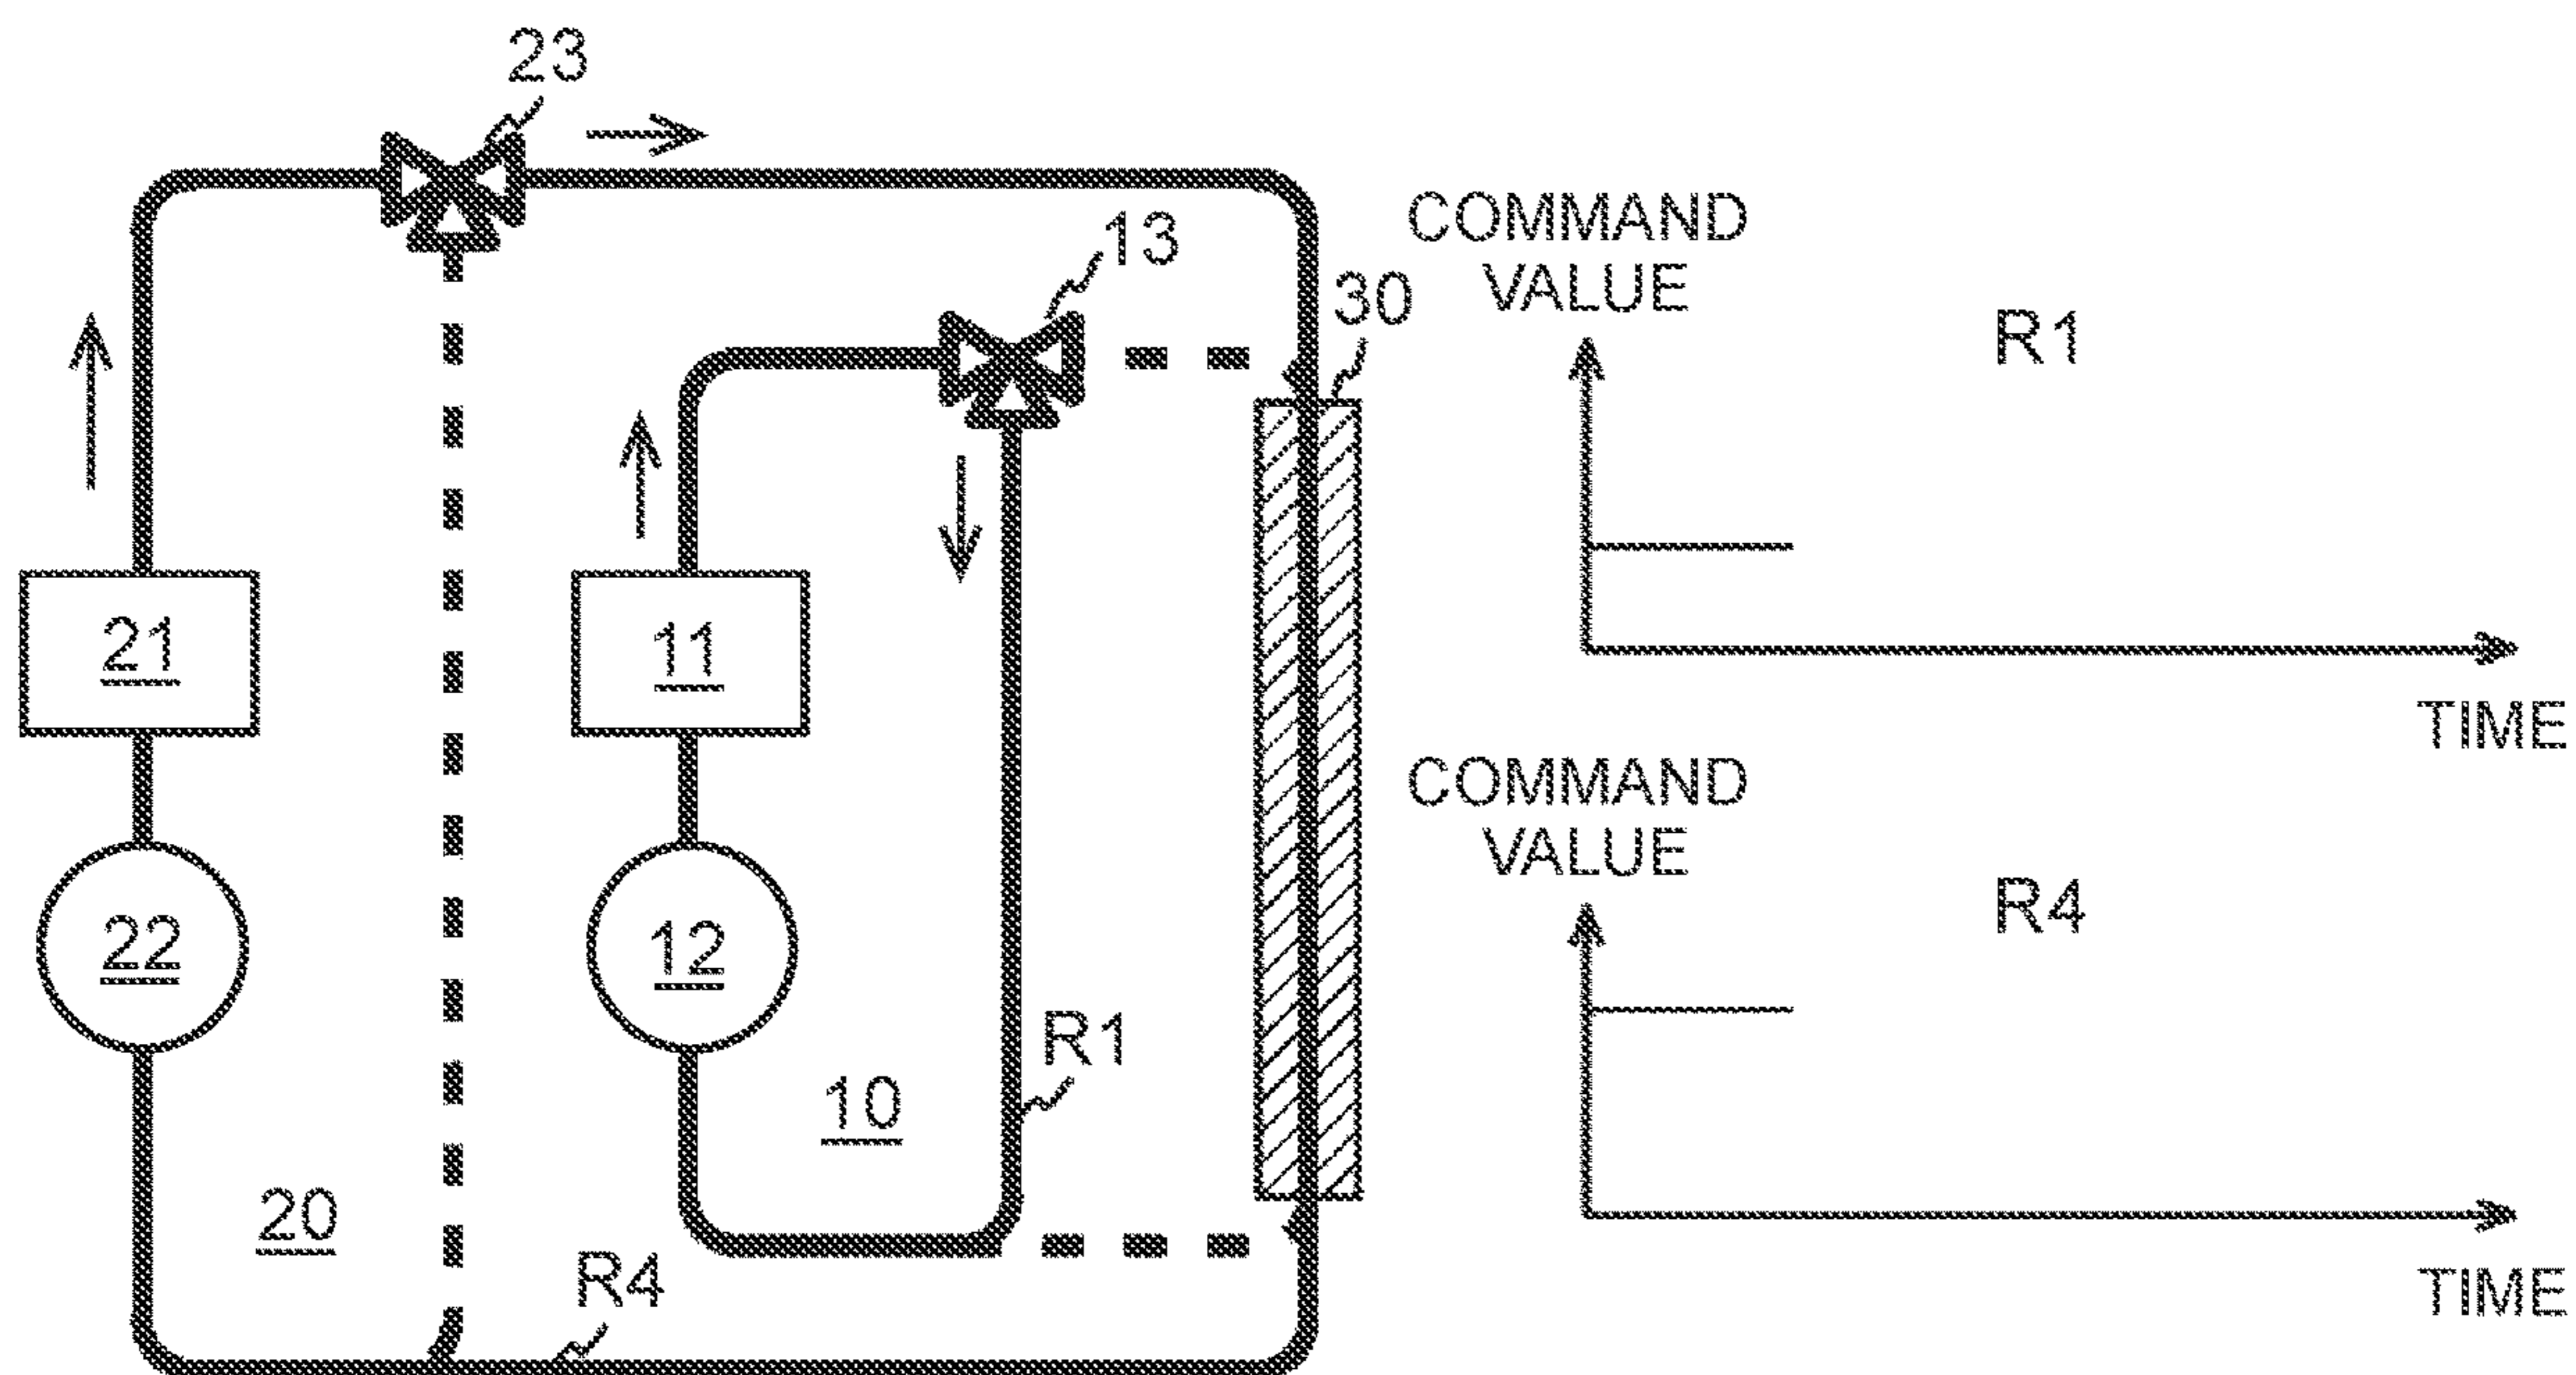 23
13
COMMAND
VALUE
30
R1
21
11
TIME
COMMAND
VALUE
R4
22
12
R1
10
20
R4
TIME